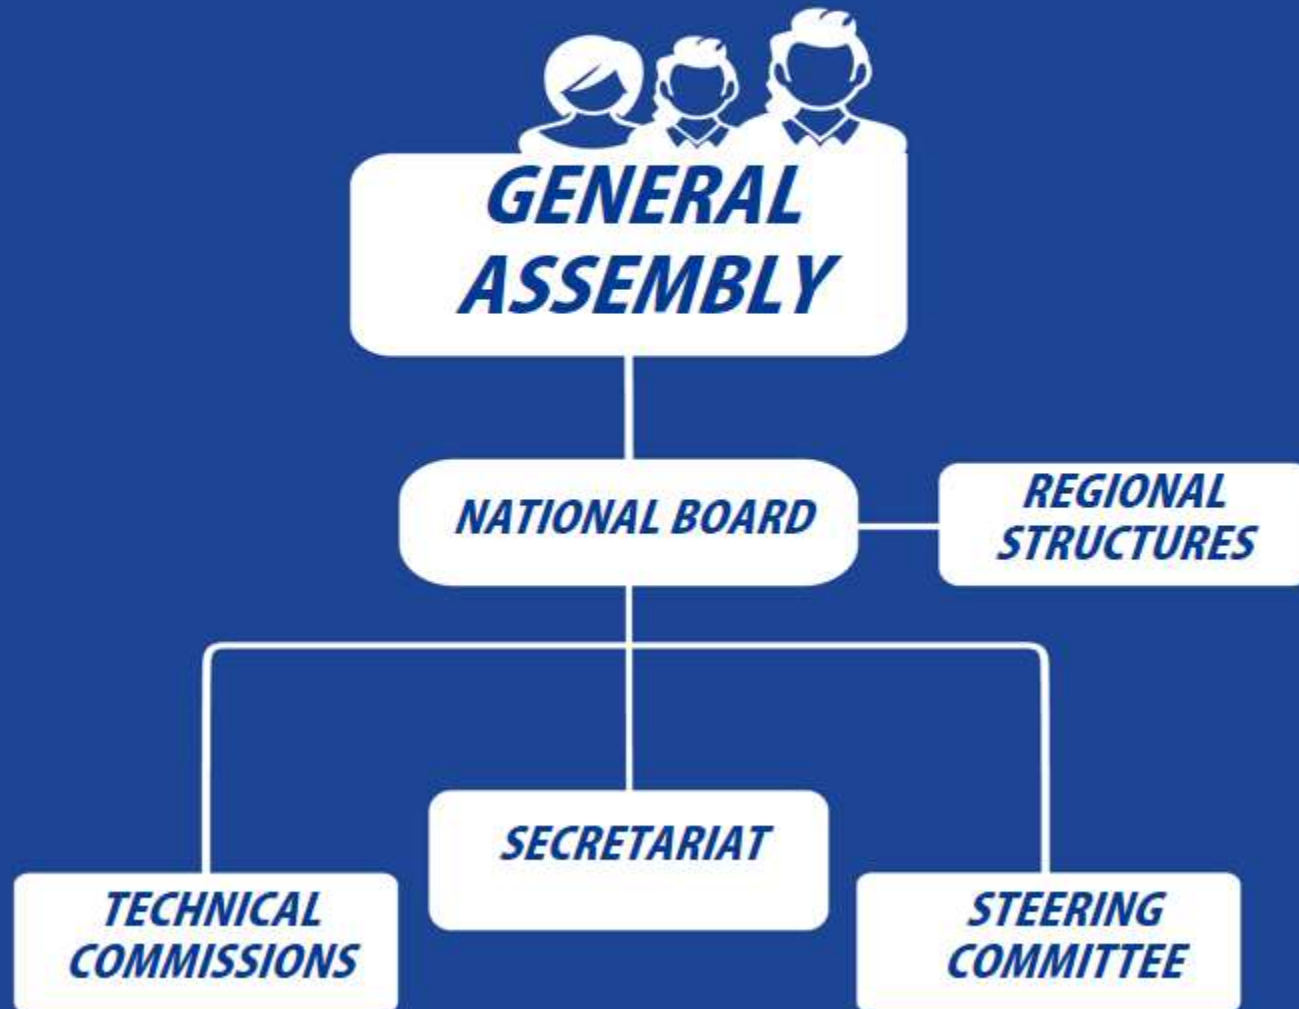 GENERAL
ASSEMBLY
NATIONAL BOARD
REGIONAL
STRUCTURES
SECRETARIAT
TECHNICAL
COMMISSIONS
STEERING
COMMITTEE